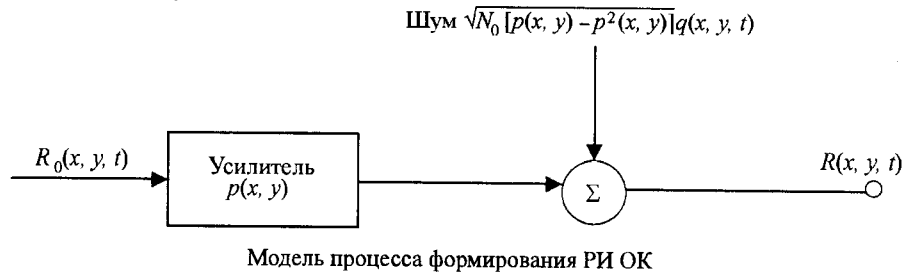 Шум √N₀ [p(x, y) – p²(x, y)] q(x, y, t)
R₀(x, y, t)
Усилитель
p(x, y)
Σ
R(x, y, t)
Модель процесса формирования РИ ОК